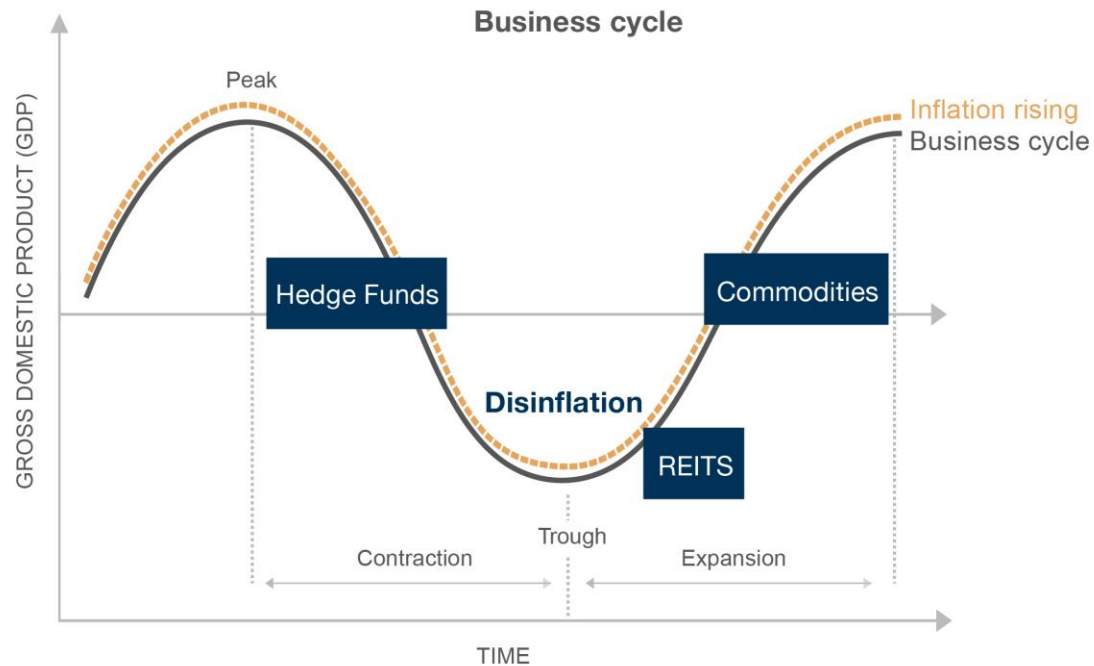 Business cycle
Peak
Inflation rising
Business cycle
GROSS DOMESTIC PRODUCT (GDP)
Hedge Funds
Commodities
Disinflation
REITS
Trough
Contraction
Expansion
TIME